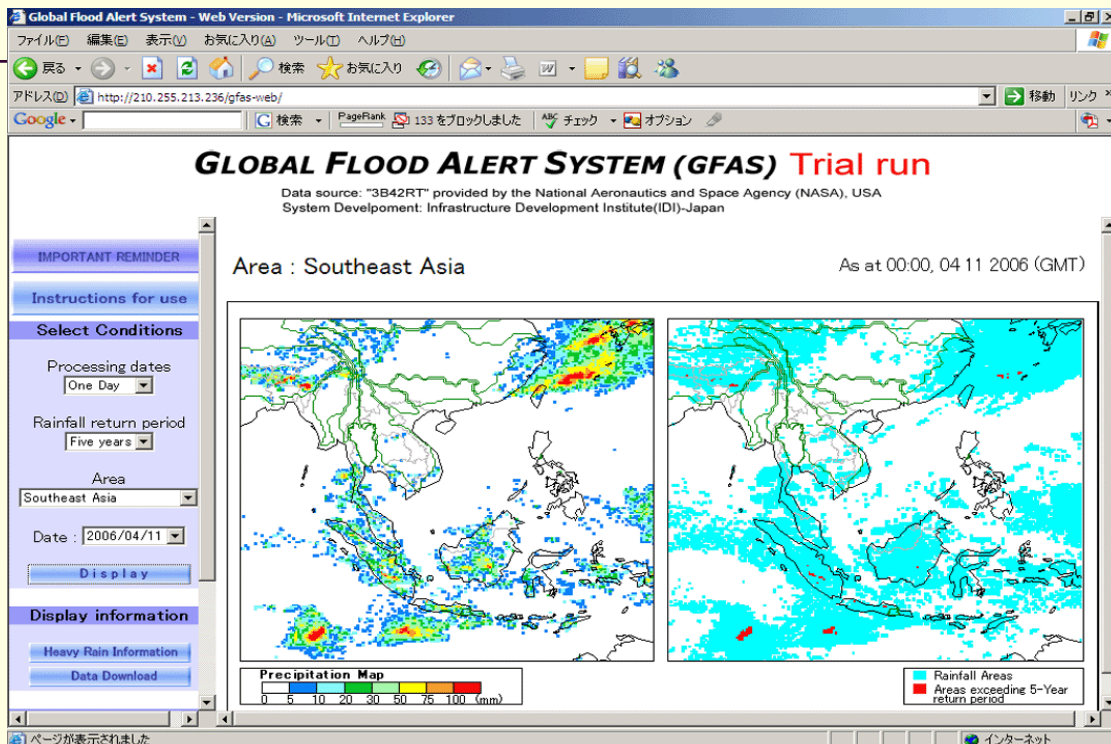 Global Flood Alert System - Web Version - Microsoft Internet Explorer
ファイル(F) 編集(E) 表示(V) お気に入り(A) ツール(T) ヘルプ(H)
戻る 検索 お気に入り
アドレス(D) http://210.255.213.236/gfas-web/ 移動 リンク
Google 検索 PageRank 133 をブロックしました ABC チェック オプション
GLOBAL FLOOD ALERT SYSTEM (GFAS) Trial run
Data source: "3B42RT" provided by the National Aeronautics and Space Agency (NASA), USA
System Develpoment: Infrastructure Development Institute(IDI)-Japan
IMPORTANT REMINDER
Instructions for use
Select Conditions
Processing dates
One Day
Rainfall return period
Five years
Area
Southeast Asia
Date : 2006/04/11
Display
Display information
Heavy Rain Information
Data Download
Area : Southeast Asia
As at 00:00, 04 11 2006 (GMT)
Precipitation Map
0 5 10 20 30 50 75 100 (mm)
Rainfall Areas
Areas exceeding 5-Year
return period
ページが表示されました インターネット